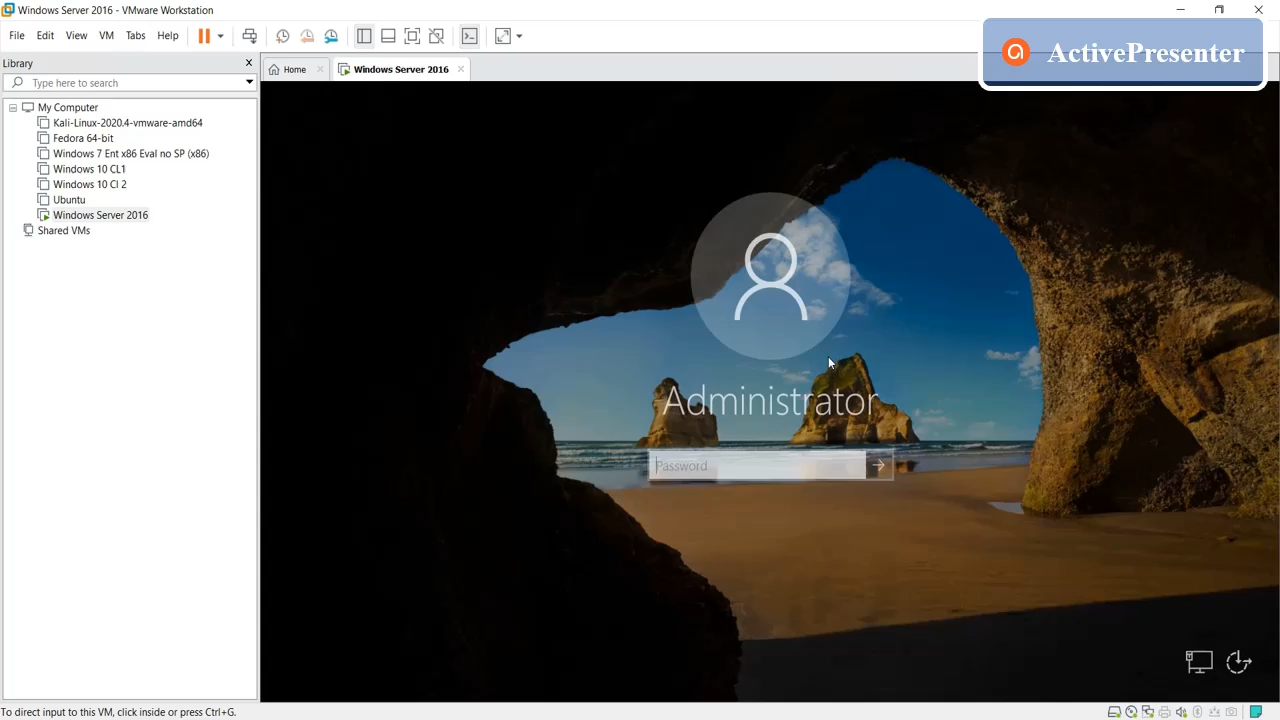 Windows Server 2016 - VMware Workstation
File Edit View VM Tabs Help
ActivePresenter
Library
Home Windows Server 2016
Type here to search
My Computer
Kali-Linux-2020.4-vmware-amd64
Fedora 64-bit
Windows 7 Ent x86 Eval no SP (x86)
Windows 10 CL1
Windows 10 Cl 2
Ubuntu
Windows Server 2016
Shared VMs
Administrator
Password
To direct input to this VM, click inside or press Ctrl+G.